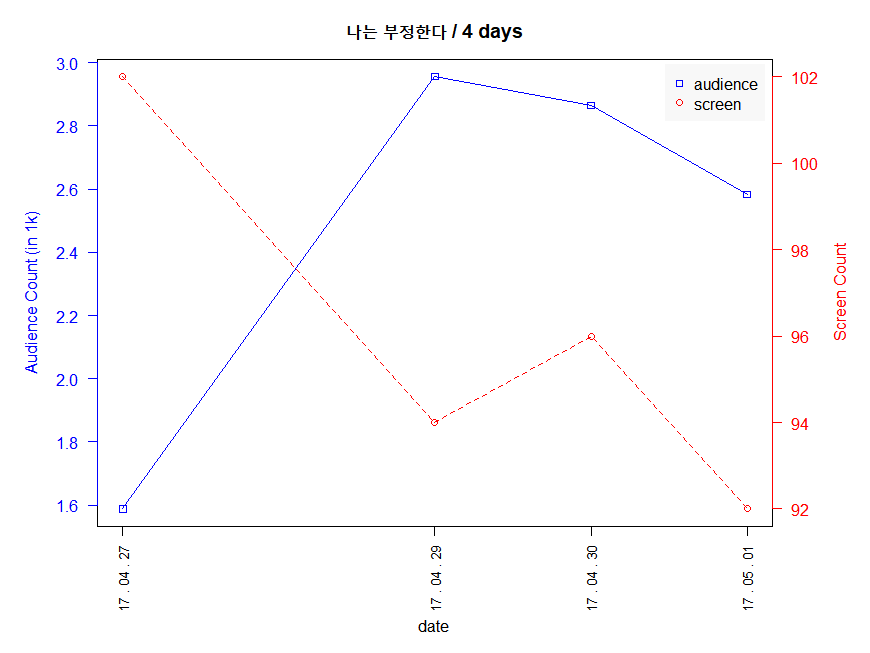 나는 부정한다 / 4 days
audience
screen
Audience Count (in 1k)
3.0
2.8
2.6
2.4
2.2
2.0
1.8
1.6
102
100
98
96
94
92
Screen Count
17 . 04 . 27
17 . 04 . 29
17 . 04 . 30
17 . 05 . 01
date